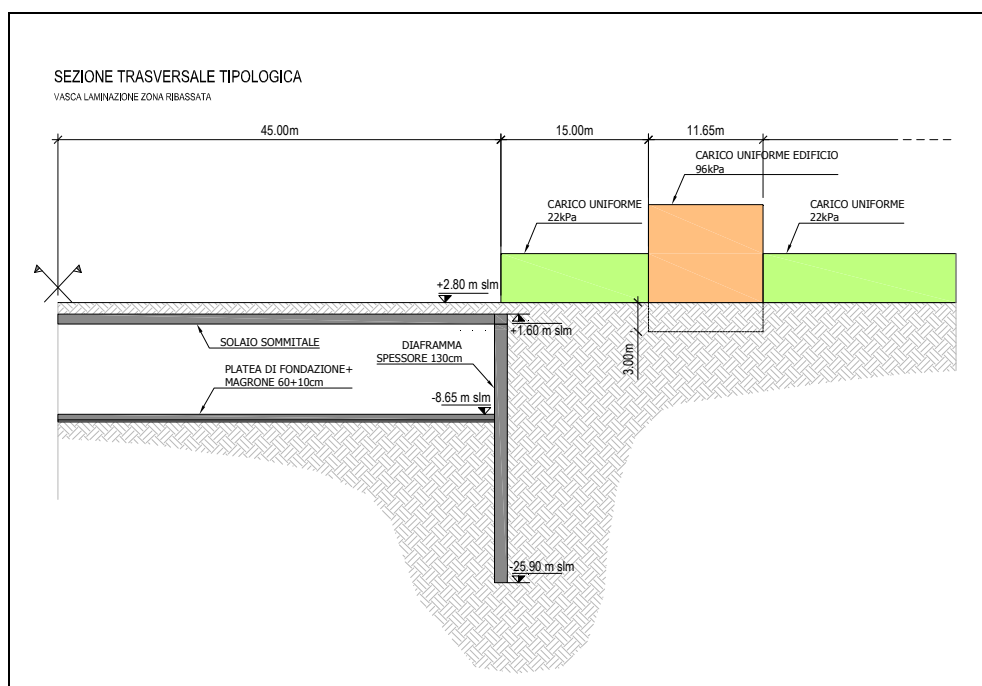 SEZIONE TRASVERSALE TIPOLOGICA
VASCA LAMINAZIONE ZONA RIBASSATA
45.00m
15.00m
11.65m
CARICO UNIFORME EDIFICIO
96kPa
CARICO UNIFORME
22kPa
CARICO UNIFORME
22kPa
+2.80 m slm
+1.60 m slm
SOLAIO SOMMITALE
DIAFRAMMA
SPESSORE 130cm
3.00m
PLATEA DI FONDAZIONE+
MAGRONE 60+10cm
-8.65 m slm
-25.90 m slm